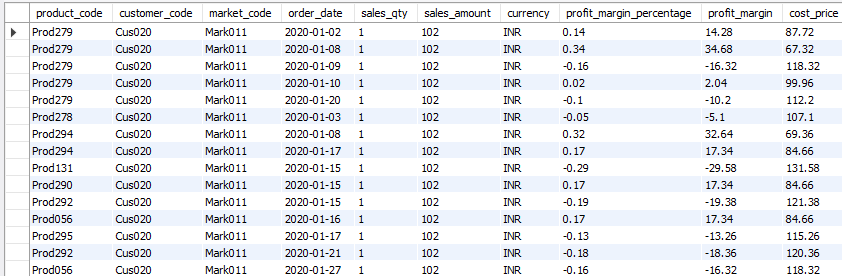 product_code customer_code market_code order_date sales_qty sales_amount currency profit_margin_percentage profit_margin cost_price
Prod279 Cus020 Mark011 2020-01-02 1 102 INR 0.14 14.28 87.72
Prod279 Cus020 Mark011 2020-01-08 1 102 INR 0.34 34.68 67.32
Prod279 Cus020 Mark011 2020-01-09 1 102 INR -0.16 -16.32 118.32
Prod279 Cus020 Mark011 2020-01-10 1 102 INR 0.02 2.04 99.96
Prod279 Cus020 Mark011 2020-01-20 1 102 INR -0.1 -10.2 112.2
Prod278 Cus020 Mark011 2020-01-03 1 102 INR -0.05 -5.1 107.1
Prod294 Cus020 Mark011 2020-01-08 1 102 INR 0.32 32.64 69.36
Prod294 Cus020 Mark011 2020-01-17 1 102 INR 0.17 17.34 84.66
Prod131 Cus020 Mark011 2020-01-15 1 102 INR -0.29 -29.58 131.58
Prod290 Cus020 Mark011 2020-01-15 1 102 INR 0.17 17.34 84.66
Prod292 Cus020 Mark011 2020-01-15 1 102 INR -0.19 -19.38 121.38
Prod056 Cus020 Mark011 2020-01-16 1 102 INR 0.17 17.34 84.66
Prod295 Cus020 Mark011 2020-01-17 1 102 INR -0.13 -13.26 115.26
Prod292 Cus020 Mark011 2020-01-21 1 102 INR -0.18 -18.36 120.36
Prod056 Cus020 Mark011 2020-01-27 1 102 INR -0.16 -16.32 118.32